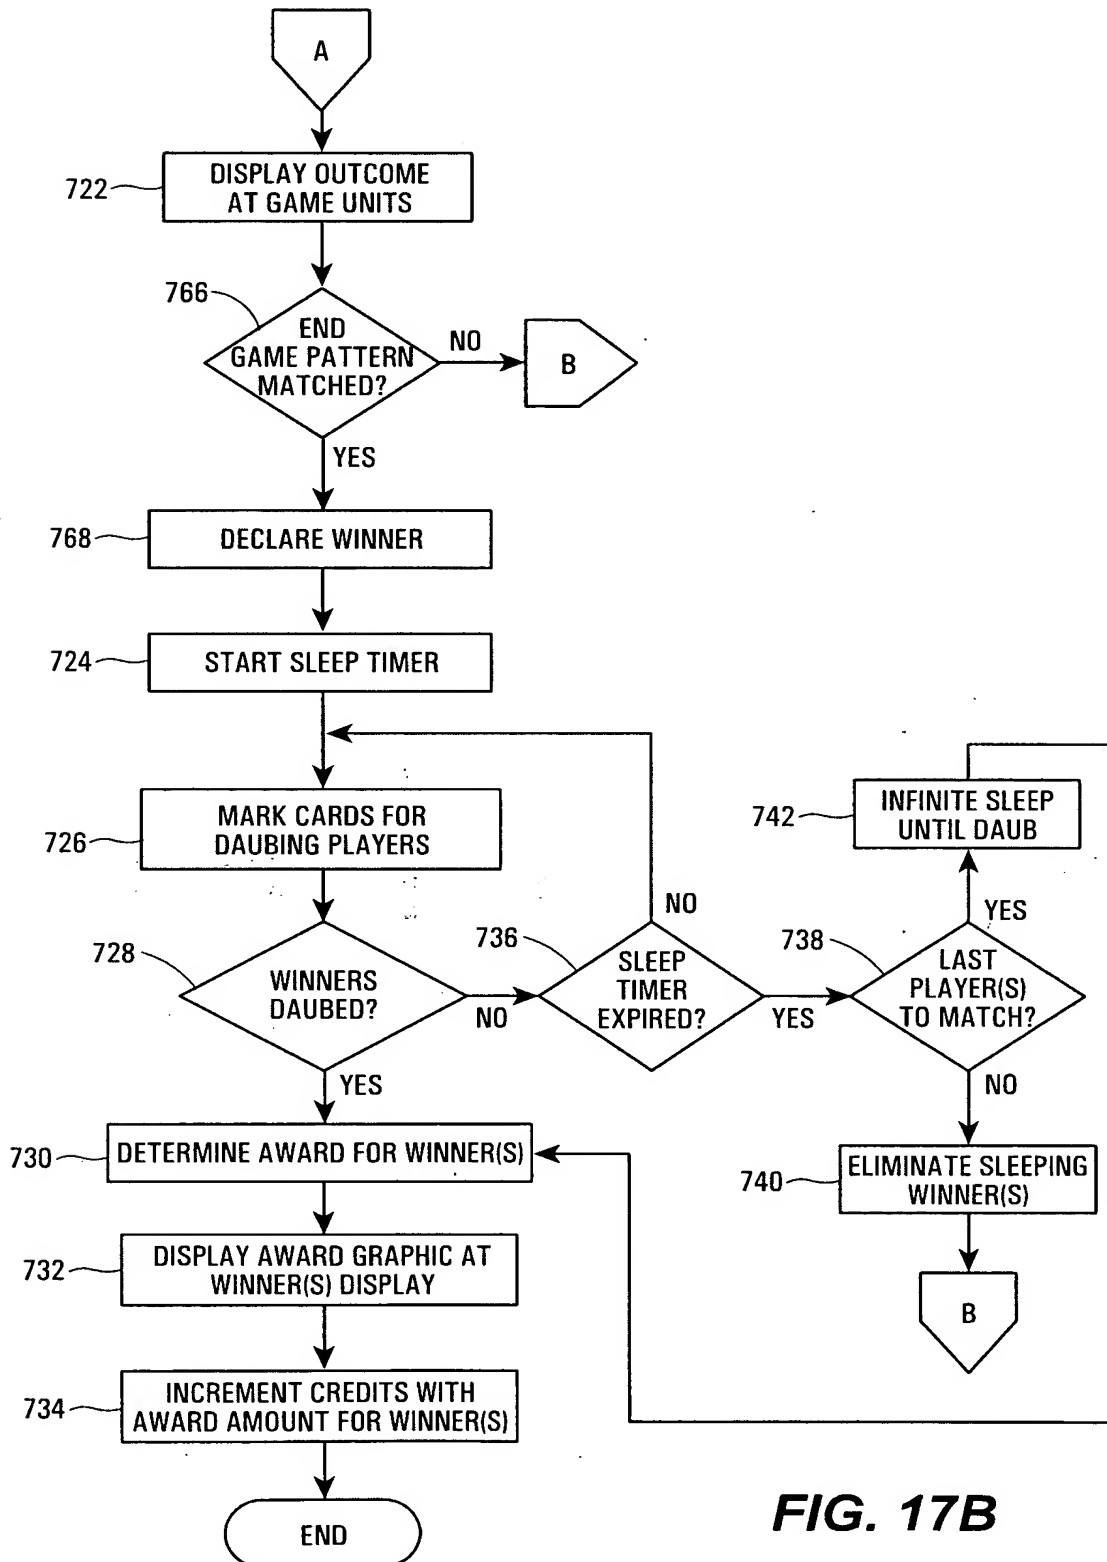 A
722
DISPLAY OUTCOME
AT GAME UNITS
766
END
GAME PATTERN
MATCHED?
NO
B
YES
768
DECLARE WINNER
724
START SLEEP TIMER
726
MARK CARDS FOR
DAUBING PLAYERS
742
INFINITE SLEEP
UNTIL DAUB
728
WINNERS
DAUBED?
NO
YES
736
SLEEP
TIMER
EXPIRED?
NO
YES
738
LAST
PLAYER(S)
TO MATCH?
YES
NO
730
DETERMINE AWARD FOR WINNER(S)
740
ELIMINATE SLEEPING
WINNER(S)
B
732
DISPLAY AWARD GRAPHIC AT
WINNER(S) DISPLAY
734
INCREMENT CREDITS WITH
AWARD AMOUNT FOR WINNER(S)
END
FIG. 17B